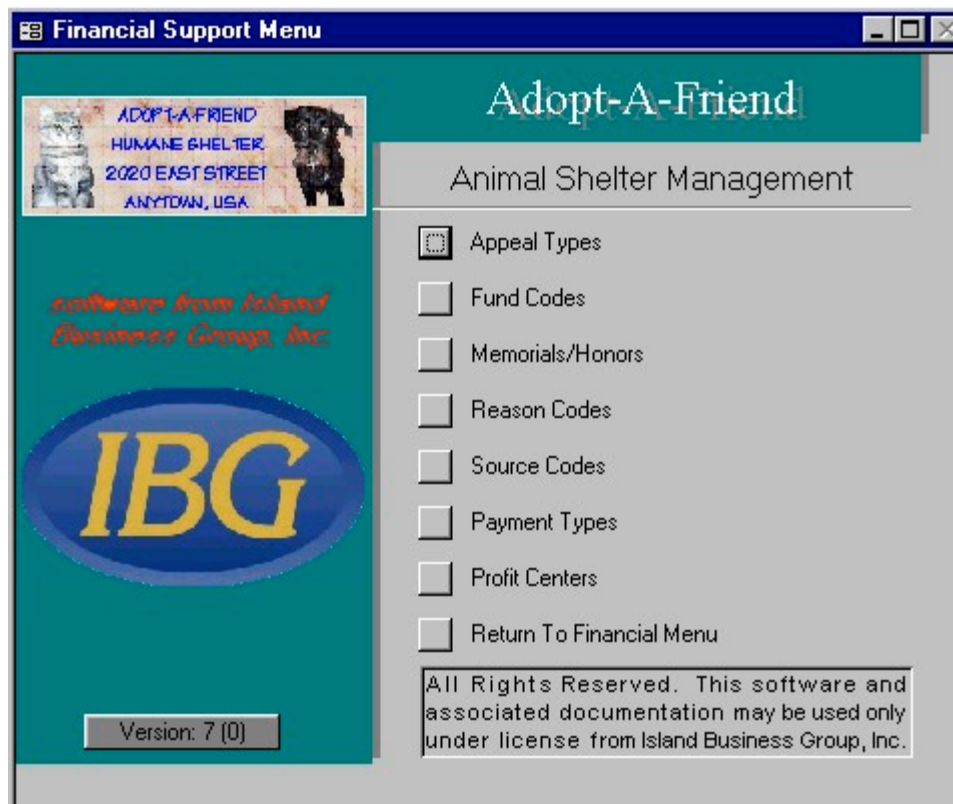 Financial Support Menu
ADOPT-A-FRIEND
HUMANE SHELTER
2020 EAST STREET
ANYTOWN, USA
Adopt-A-Friend
Animal Shelter Management
software from Island
Business Group, Inc.
IBG
Appeal Types
Fund Codes
Memorials/Honors
Reason Codes
Source Codes
Payment Types
Profit Centers
Return To Financial Menu
Version: 7 (0)
All Rights Reserved. This software and
associated documentation may be used only
under license from Island Business Group, Inc.